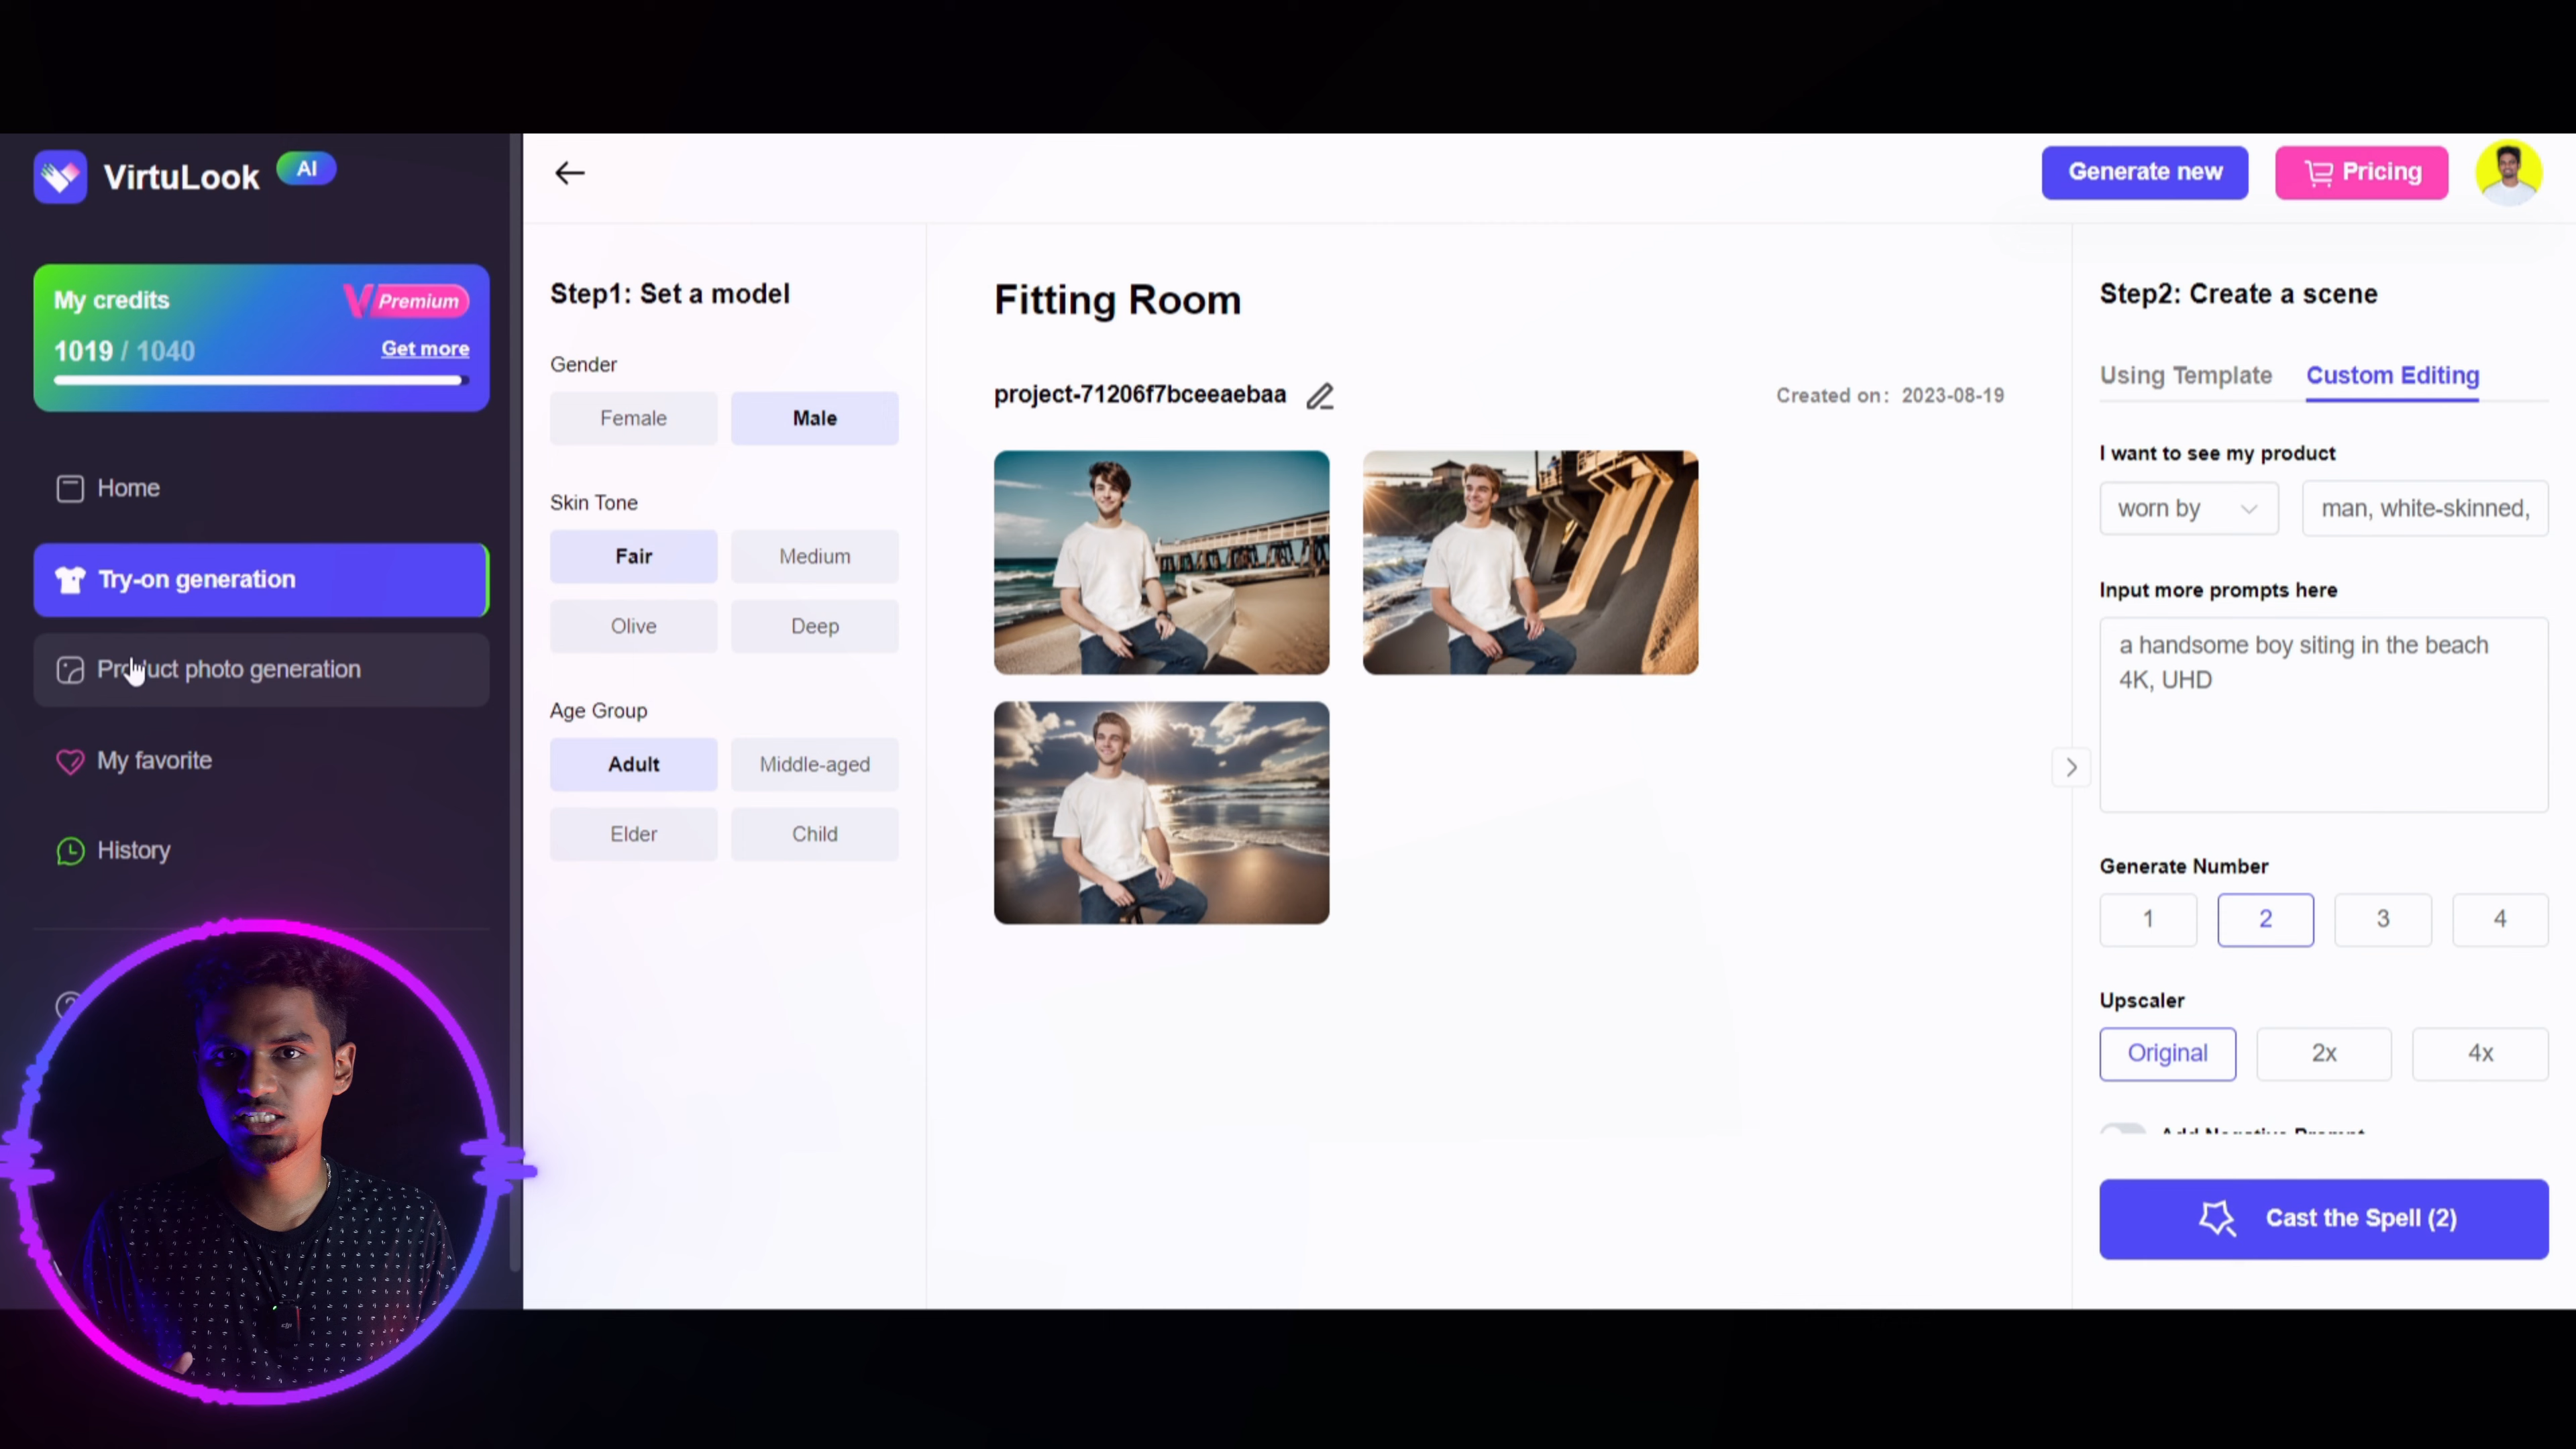 VirtuLook AI
Generate new
Pricing
My credits
Premium
1019 / 1040
Get more
Home
Try-on generation
Product photo generation
My favorite
History
Step1: Set a model
Gender
Female
Male
Skin Tone
Fair
Medium
Olive
Deep
Age Group
Adult
Middle-aged
Elder
Child
Fitting Room
project-71206f7bceeaebaa
Created on: 2023-08-19
Step2: Create a scene
Using Template
Custom Editing
I want to see my product
worn by
man, white-skinned,
Input more prompts here
a handsome boy siting in the beach
4K, UHD
Generate Number
1
2
3
4
Upscaler
Original
2x
4x
Add Negative Prompt
Cast the Spell (2)